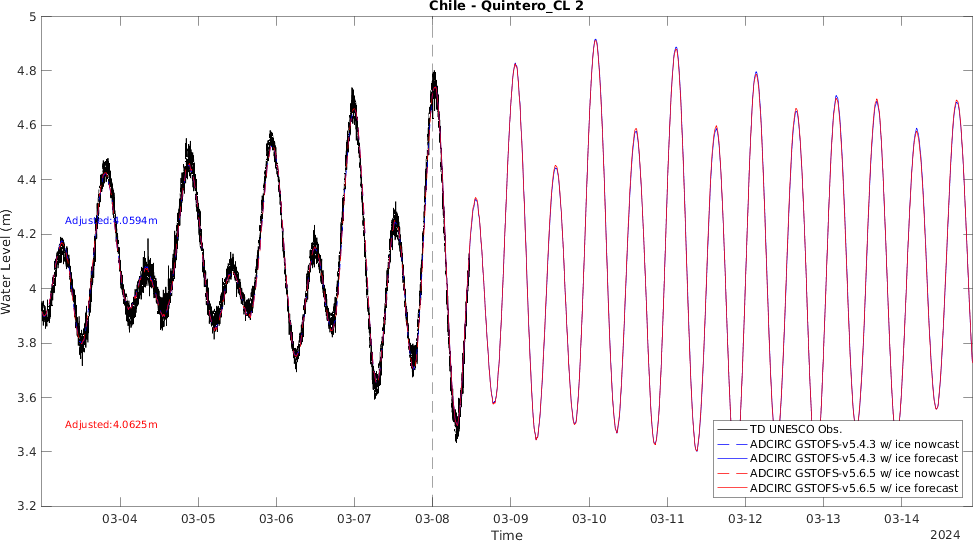 Chile - Quintero_CL 2
Water Level (m)
5
4.8
4.6
4.4
4.2
4
3.8
3.6
3.4
3.2
Adjusted:4.0594m
Adjusted:4.0625m
TD UNESCO Obs.
ADCIRC GSTOFS-v5.4.3 w/ ice nowcast
ADCIRC GSTOFS-v5.4.3 w/ ice forecast
ADCIRC GSTOFS-v5.6.5 w/ ice nowcast
ADCIRC GSTOFS-v5.6.5 w/ ice forecast
03-04 03-05 03-06 03-07 03-08 03-09 03-10 03-11 03-12 03-13 03-14
Time
2024